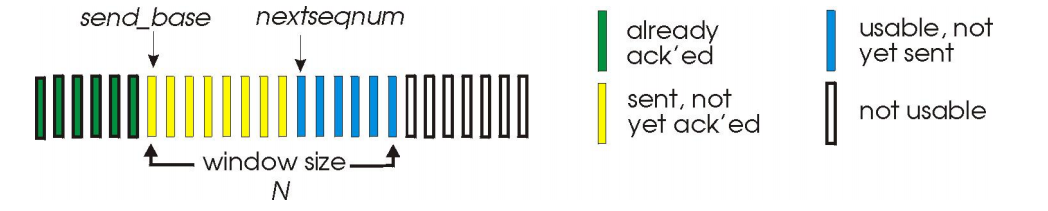 send_base nextseqnum
already
ack'ed
usable, not
yet sent
sent, not
yet ack'ed
not usable
window size
N